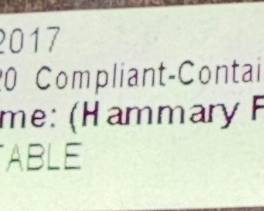 2017
20 Compliant-Contai
me: (Hammary F
TABLE